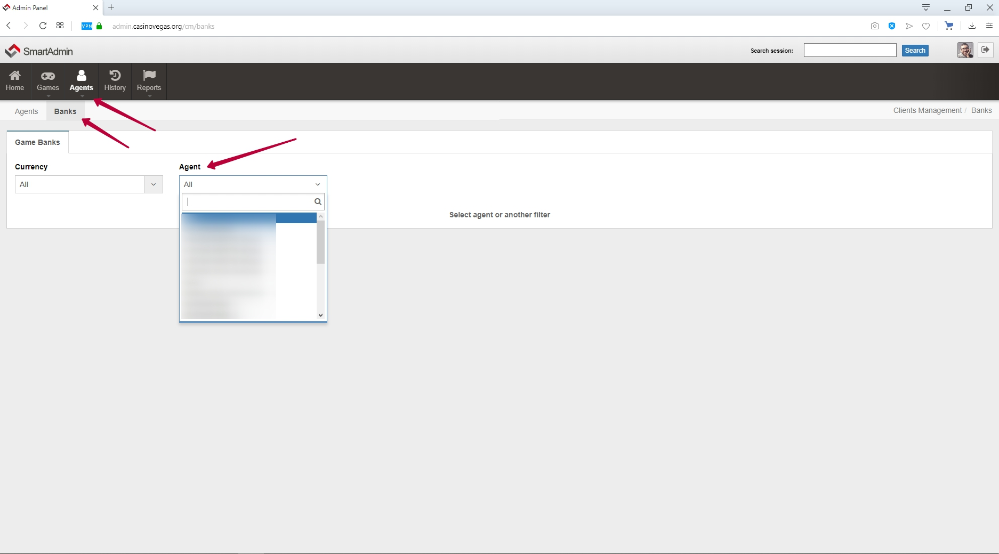 Admin Panel
VPN admin.casinovegas.org/cm/banks
SmartAdmin
Search session:
Search
Home
Games
Agents
History
Reports
Agents
Banks
Clients Management / Banks
Game Banks
Currency
Agent
All
All
Select agent or another filter